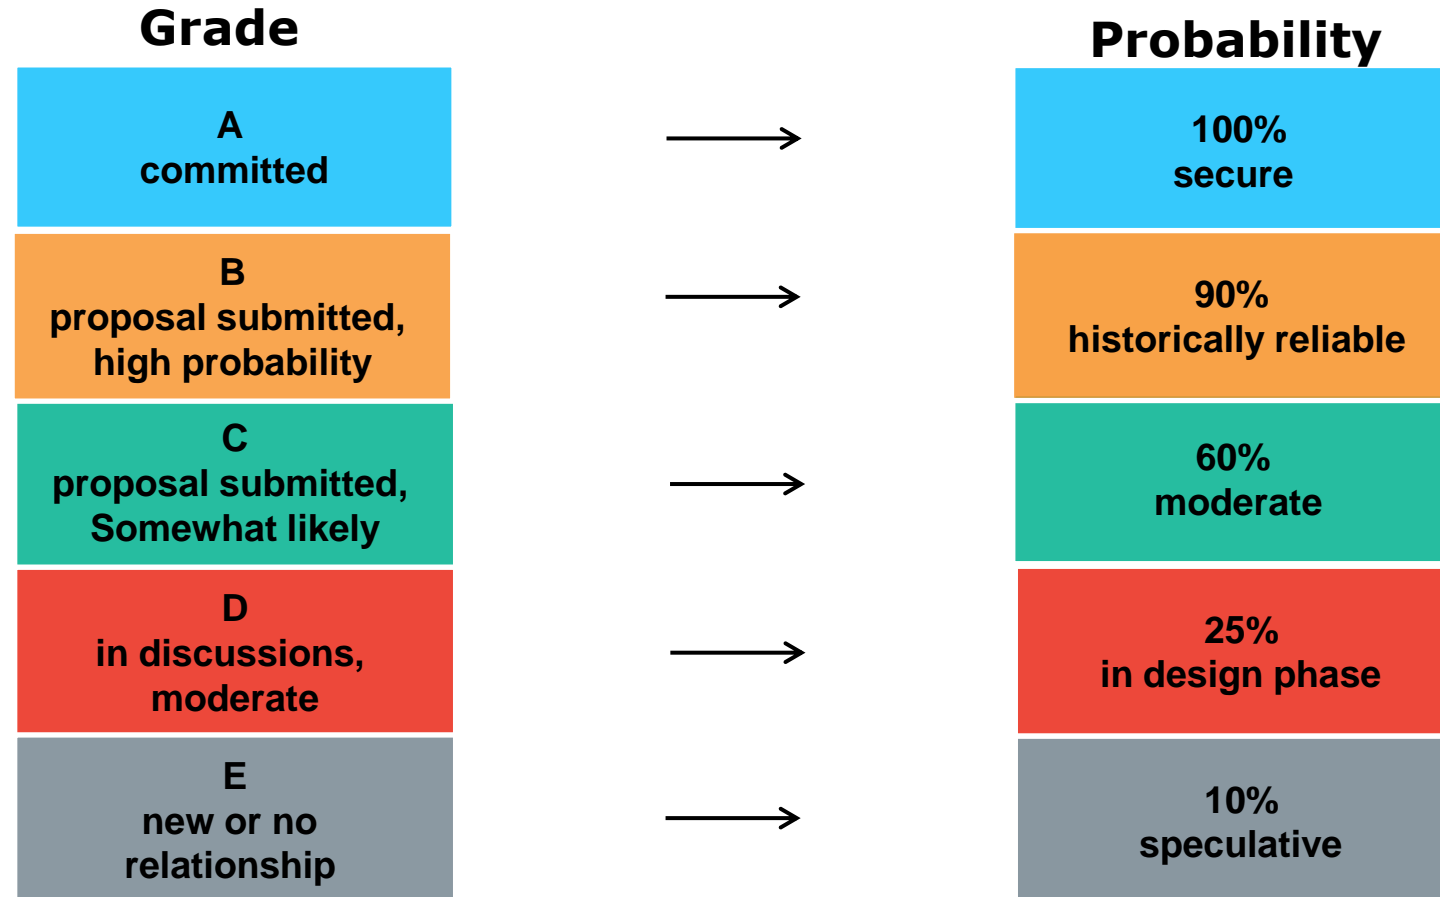 Grade
Probability
A
committed
100%
secure
B
proposal submitted,
high probability
90%
historically reliable
C
proposal submitted,
Somewhat likely
60%
moderate
D
in discussions,
moderate
25%
in design phase
E
new or no
relationship
10%
speculative